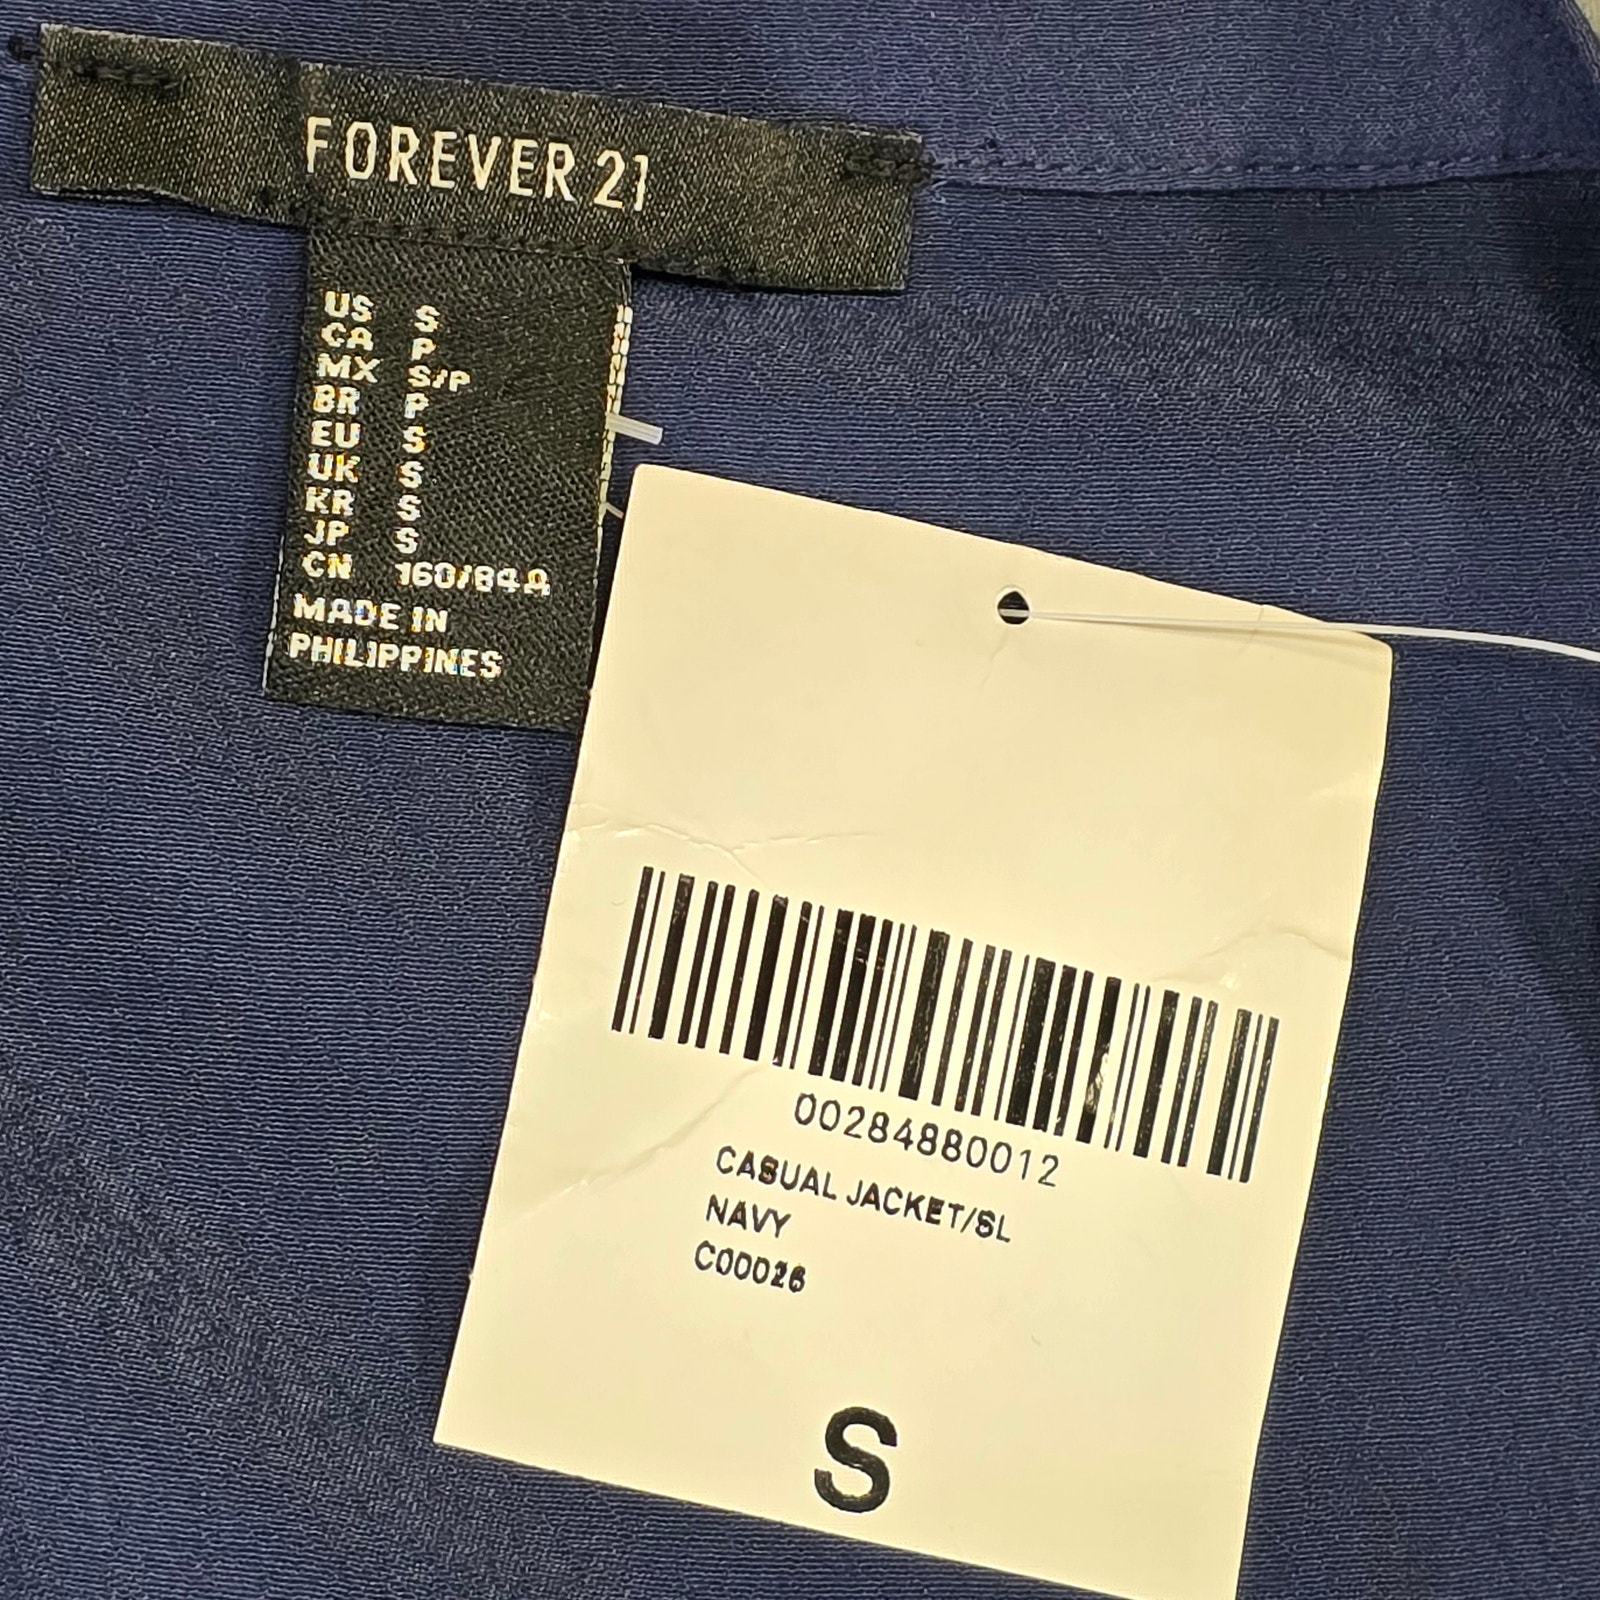 FOREVER 21
US S
CA P
MX S/P
BR P
EU S
UK S
KR S
JP S
CN 160/84A
MADE IN
PHILIPPINES
00284880012
CASUAL JACKET/SL
NAVY
C00026
S